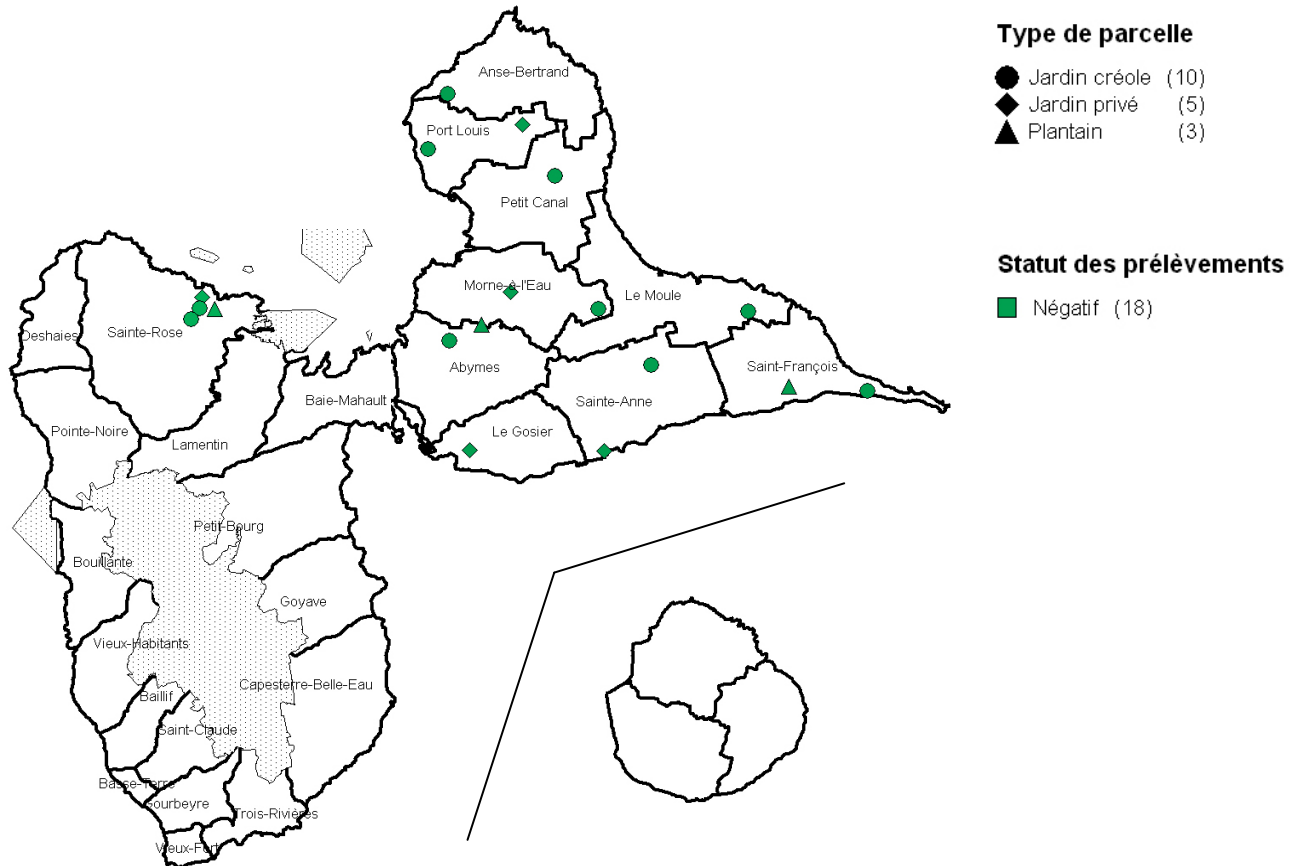 Type de parcelle
Jardin créole (10)
Jardin privé (5)
Plantain (3)
Statut des prélèvements
Négatif (18)
Anse-Bertrand
Port Louis
Petit Canal
Morne-à-l'Eau
Le Moule
Deshaies
Sainte-Rose
Abymes
Saint-François
Baie-Mahault
Sainte-Anne
Pointe-Noire
Lamentin
Le Gosier
Petit-Bourg
Bouillante
Goyave
Vieux-Habitants
Capesterre-Belle-Eau
Baillif
Saint-Claude
Basse-Terre
Gourbeyre
Trois-Rivières
Vieux-Fort